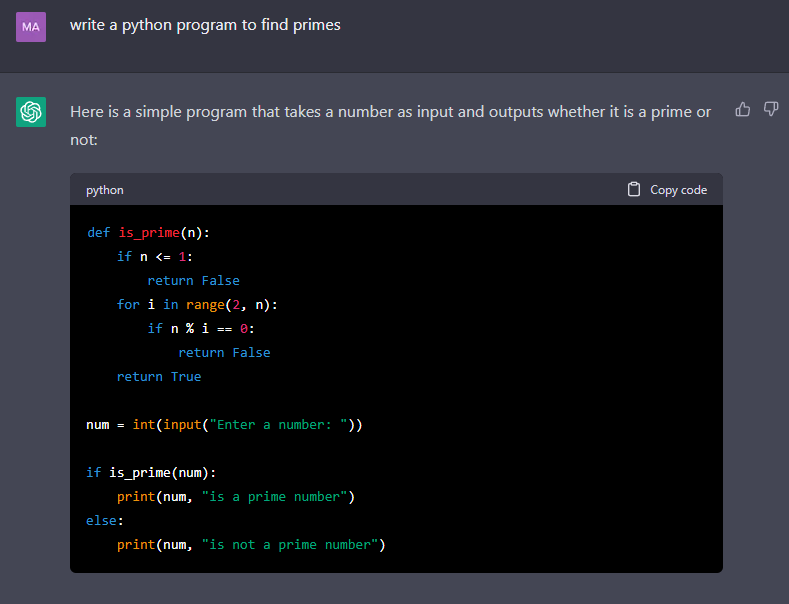 MA
write a python program to find primes
Here is a simple program that takes a number as input and outputs whether it is a prime or
not:
python
Copy code
def is_prime(n):
    if n <= 1:
        return False
    for i in range(2, n):
        if n % i == 0:
            return False
    return True

num = int(input("Enter a number: "))

if is_prime(num):
    print(num, "is a prime number")
else:
    print(num, "is not a prime number")